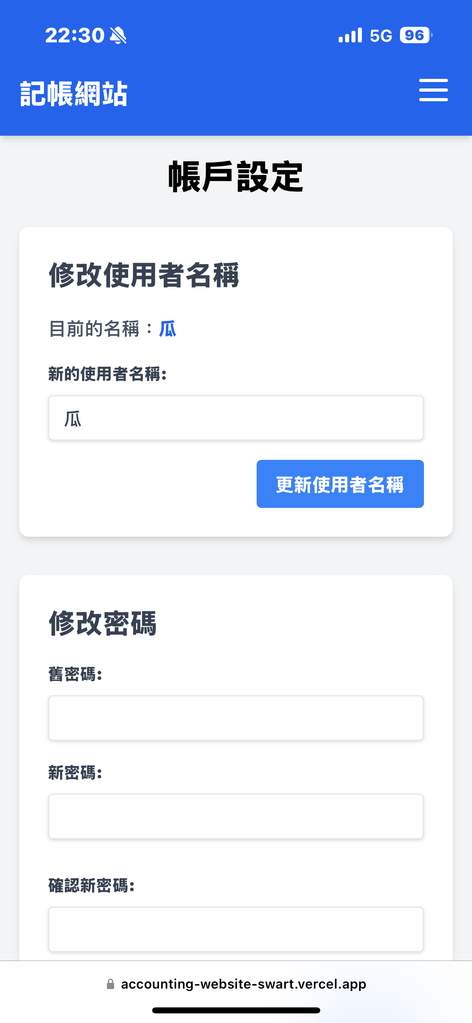 22:30
5G 96
記帳網站
帳戶設定
修改使用者名稱
目前的名稱：瓜
新的使用者名稱:
瓜
更新使用者名稱
修改密碼
舊密碼:
新密碼:
確認新密碼:
accounting-website-swart.vercel.app